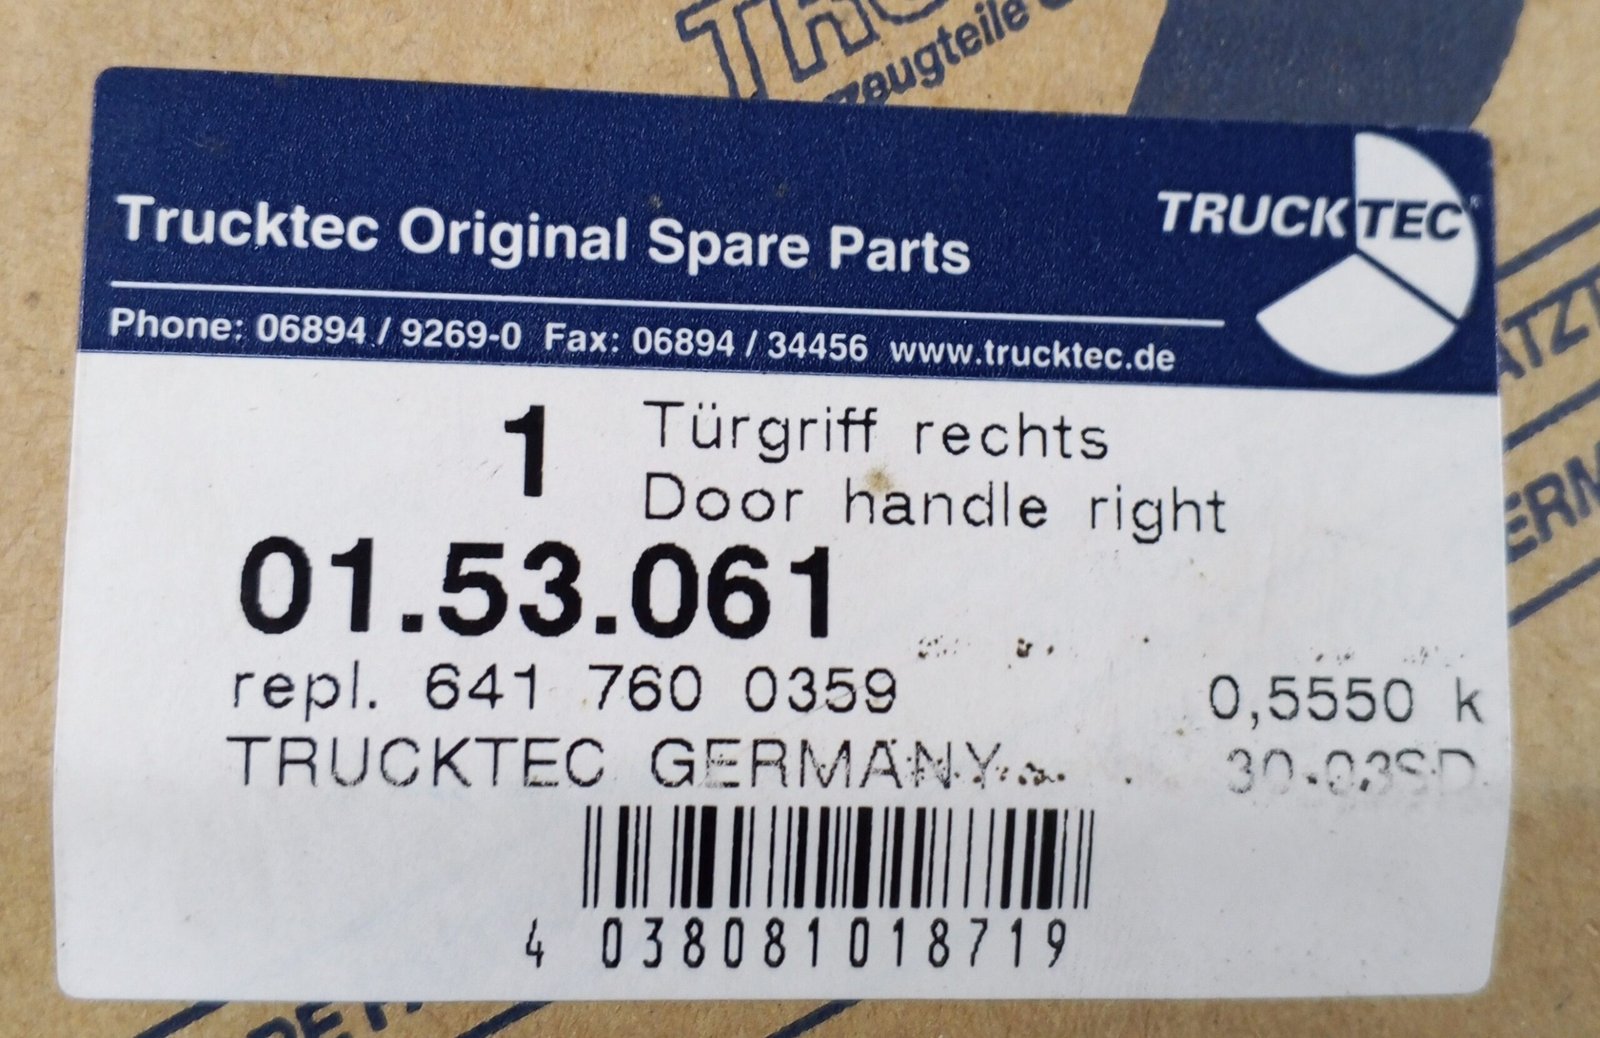 zeugteile
Trucktec Original Spare Parts
TRUCKTEC
Phone: 06894 / 9269-0 Fax: 06894 / 34456 www.trucktec.de
1 Türgriff rechts
Door handle right
01.53.061
repl. 641 760 0359 0,5550 k
TRUCKTEC GERMANY
4 038081 018719